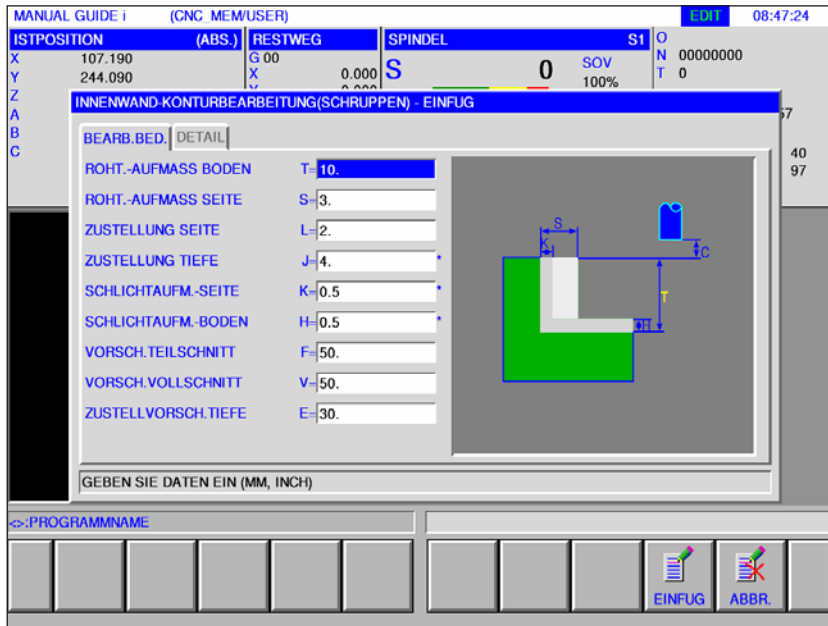 MANUAL GUIDE i (CNC_MEM/USER) EDIT 08:47:24
ISTPOSITION (ABS.) RESTWEG SPINDEL S1 O
X 107.190 G 00 N 00000000
Y 244.090 X 0.000 S 0 SOV 100% T 0
Z
A
B
C 40
97
INNENWAND-KONTURBEARBEITUNG(SCHRUPPEN) - EINFUG
BEARB.BED. DETAIL
ROHT.-AUFMASS BODEN T= 10.
ROHT.-AUFMASS SEITE S= 3.
ZUSTELLUNG SEITE L= 2.
ZUSTELLUNG TIEFE J= 4. *
SCHLICHTAUFM.-SEITE K= 0.5 *
SCHLICHTAUFM.-BODEN H= 0.5 *
VORSCH.TEILSCHNITT F= 50.
VORSCH.VOLLSCHNITT V= 50.
ZUSTELLVORSCH.TIEFE E= 30.
S
K
C
T
H
GEBEN SIE DATEN EIN (MM, INCH)
<>:PROGRAMMNAME
EINFUG ABBR.